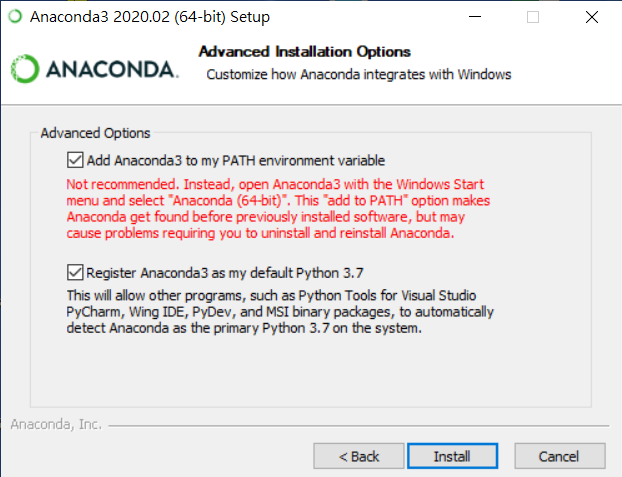 Anaconda3 2020.02 (64-bit) Setup
ANACONDA.
Advanced Installation Options
Customize how Anaconda integrates with Windows
Advanced Options
Add Anaconda3 to my PATH environment variable
Not recommended. Instead, open Anaconda3 with the Windows Start
menu and select "Anaconda (64-bit)". This "add to PATH" option makes
Anaconda get found before previously installed software, but may
cause problems requiring you to uninstall and reinstall Anaconda.
Register Anaconda3 as my default Python 3.7
This will allow other programs, such as Python Tools for Visual Studio
PyCharm, Wing IDE, PyDev, and MSI binary packages, to automatically
detect Anaconda as the primary Python 3.7 on the system.
Anaconda, Inc.
< Back
Install
Cancel